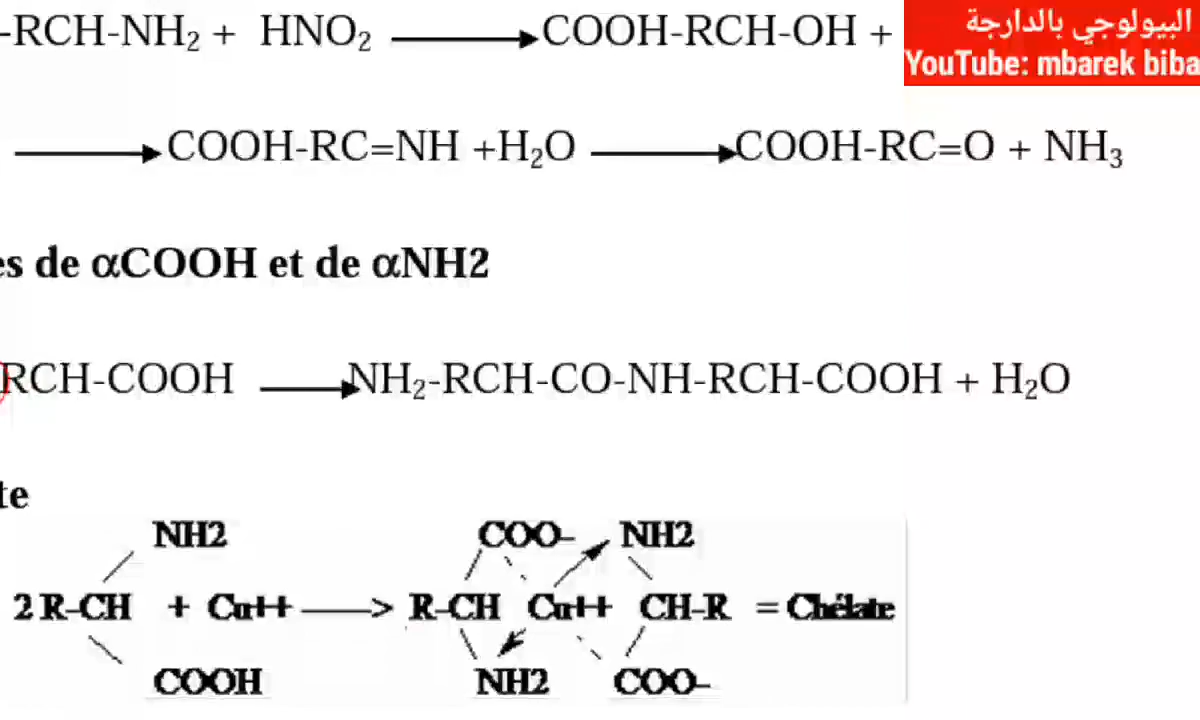 -RCH-NH₂ + HNO₂ ⟶ COOH-RCH-OH +
البيولوجي بالدارجة
YouTube: mbarek biba
⟶ COOH-RC=NH +H₂O ⟶ COOH-RC=O + NH₃
es de αCOOH et de αNH2
RCH-COOH ⟶ NH₂-RCH-CO-NH-RCH-COOH + H₂O
te
NH2 COO- NH2
2 R-CH + Cu++ ⟶ R-CH Cu++ CH-R = Chélate
COOH NH2 COO-